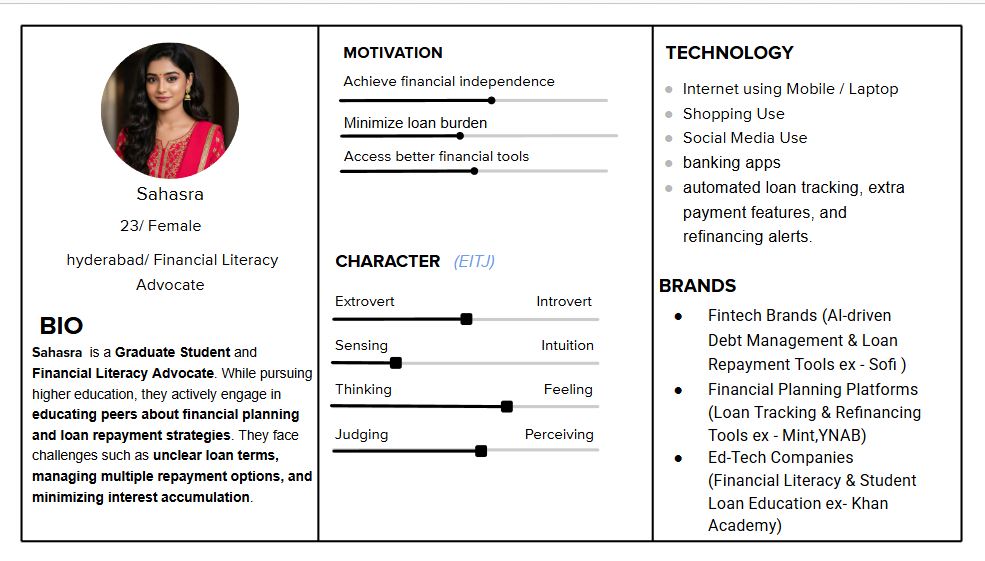 Sahasra
23/ Female
hyderabad/ Financial Literacy
Advocate
BIO
Sahasra is a Graduate Student and
Financial Literacy Advocate. While pursuing
higher education, they actively engage in
educating peers about financial planning
and loan repayment strategies. They face
challenges such as unclear loan terms,
managing multiple repayment options, and
minimizing interest accumulation.
MOTIVATION
Achieve financial independence
Minimize loan burden
Access better financial tools
CHARACTER (EITJ)
Extrovert Introvert
Sensing Intuition
Thinking Feeling
Judging Perceiving
TECHNOLOGY
Internet using Mobile / Laptop
Shopping Use
Social Media Use
banking apps
automated loan tracking, extra
payment features, and
refinancing alerts.
BRANDS
Fintech Brands (AI-driven
Debt Management & Loan
Repayment Tools ex - Sofi )
Financial Planning Platforms
(Loan Tracking & Refinancing
Tools ex - Mint,YNAB)
Ed-Tech Companies
(Financial Literacy & Student
Loan Education ex- Khan
Academy)